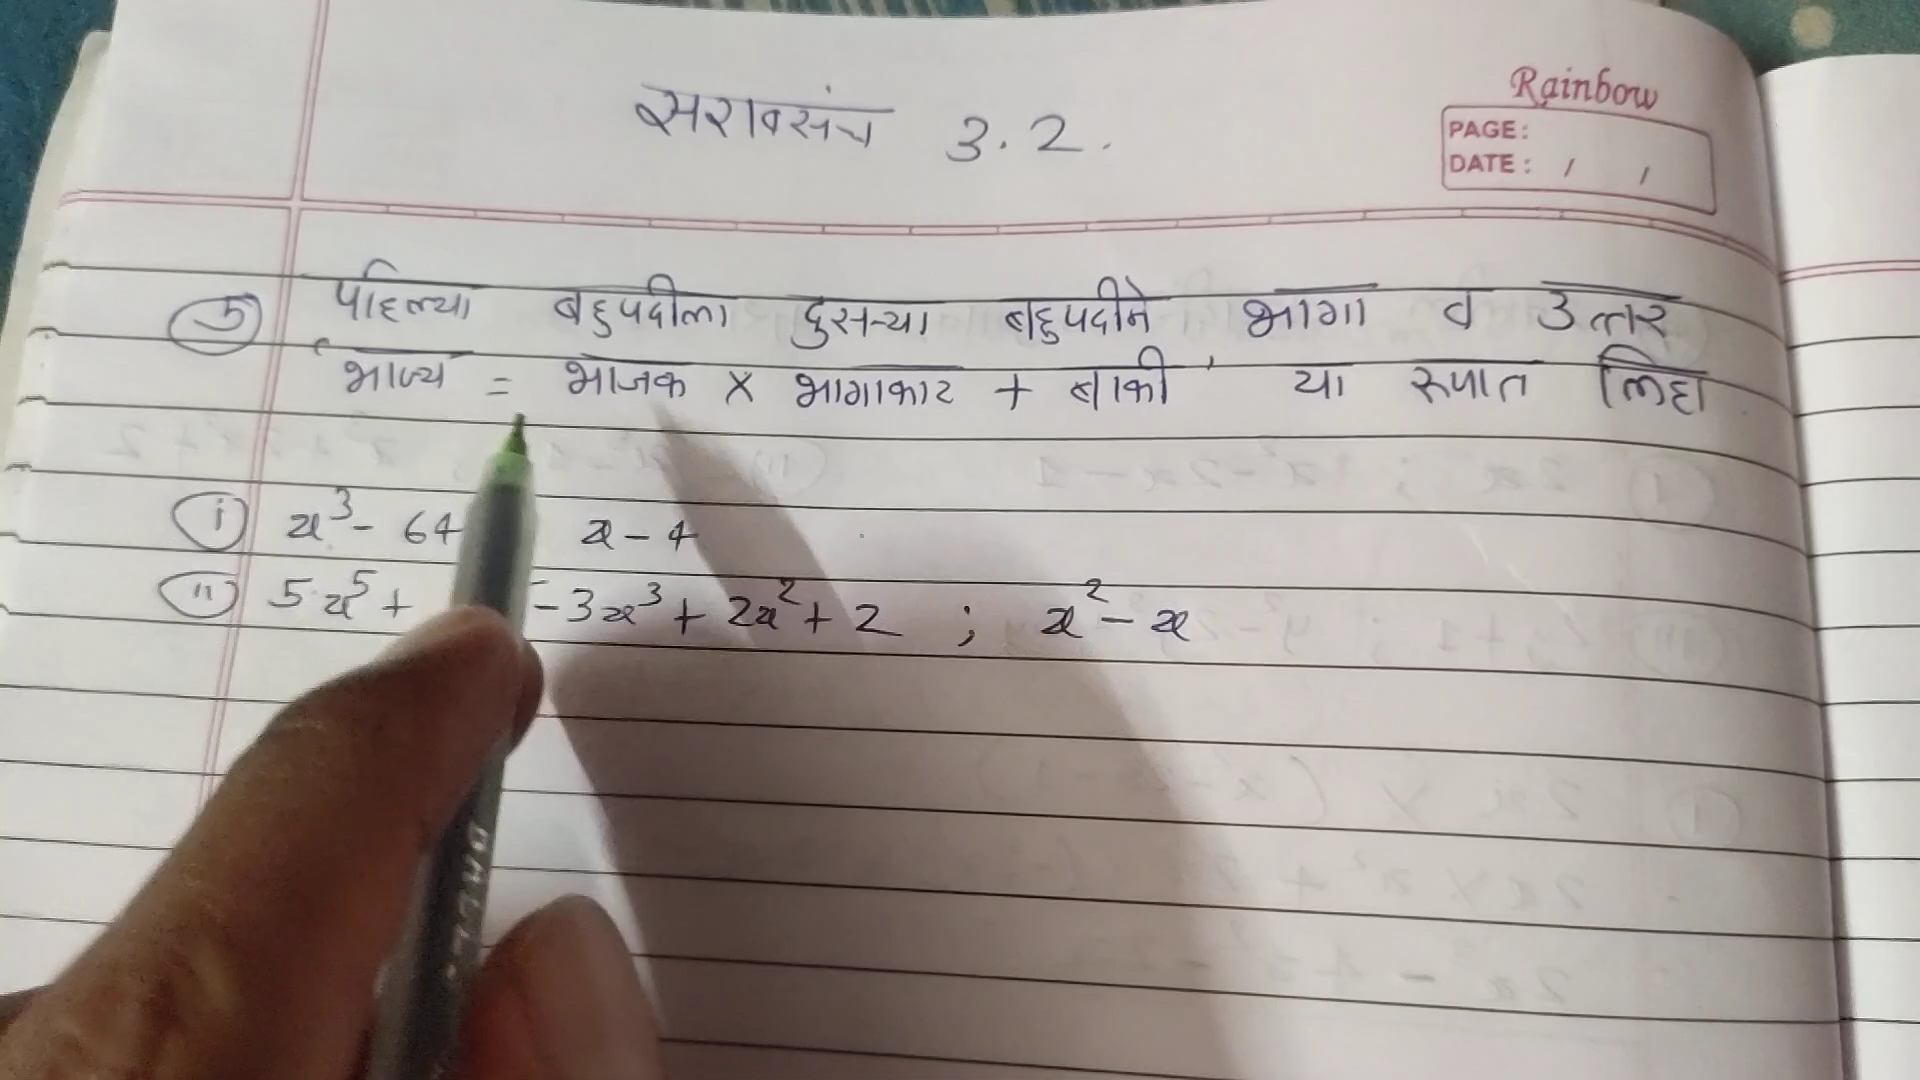 सरावसंच 3.2.
Rainbow
PAGE:
DATE: / /
5 पहिल्या बहुपदीला दुसऱ्या बहुपदीने भागा व उत्तर
'भाज्य = भाजक × भागाकार + बाकी' या रूपात लिहा
i x³ - 64 x - 4
ii 5x⁵ + - 3x³ + 2x² + 2 ; x² - x